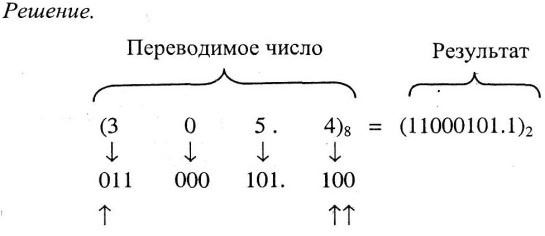 Решение.
Переводимое число Результат
(3 0 5 . 4)₈ = (11000101.1)₂
↓ ↓ ↓ ↓
011 000 101. 100
↑ ↑↑